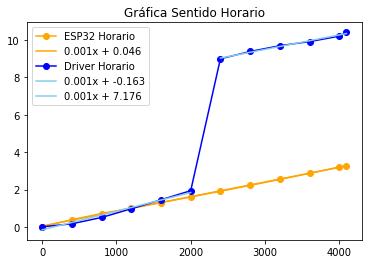 Gráfica Sentido Horario
ESP32 Horario
0.001x + 0.046
Driver Horario
0.001x + -0.163
0.001x + 7.176
10
8
6
4
2
0
0 1000 2000 3000 4000